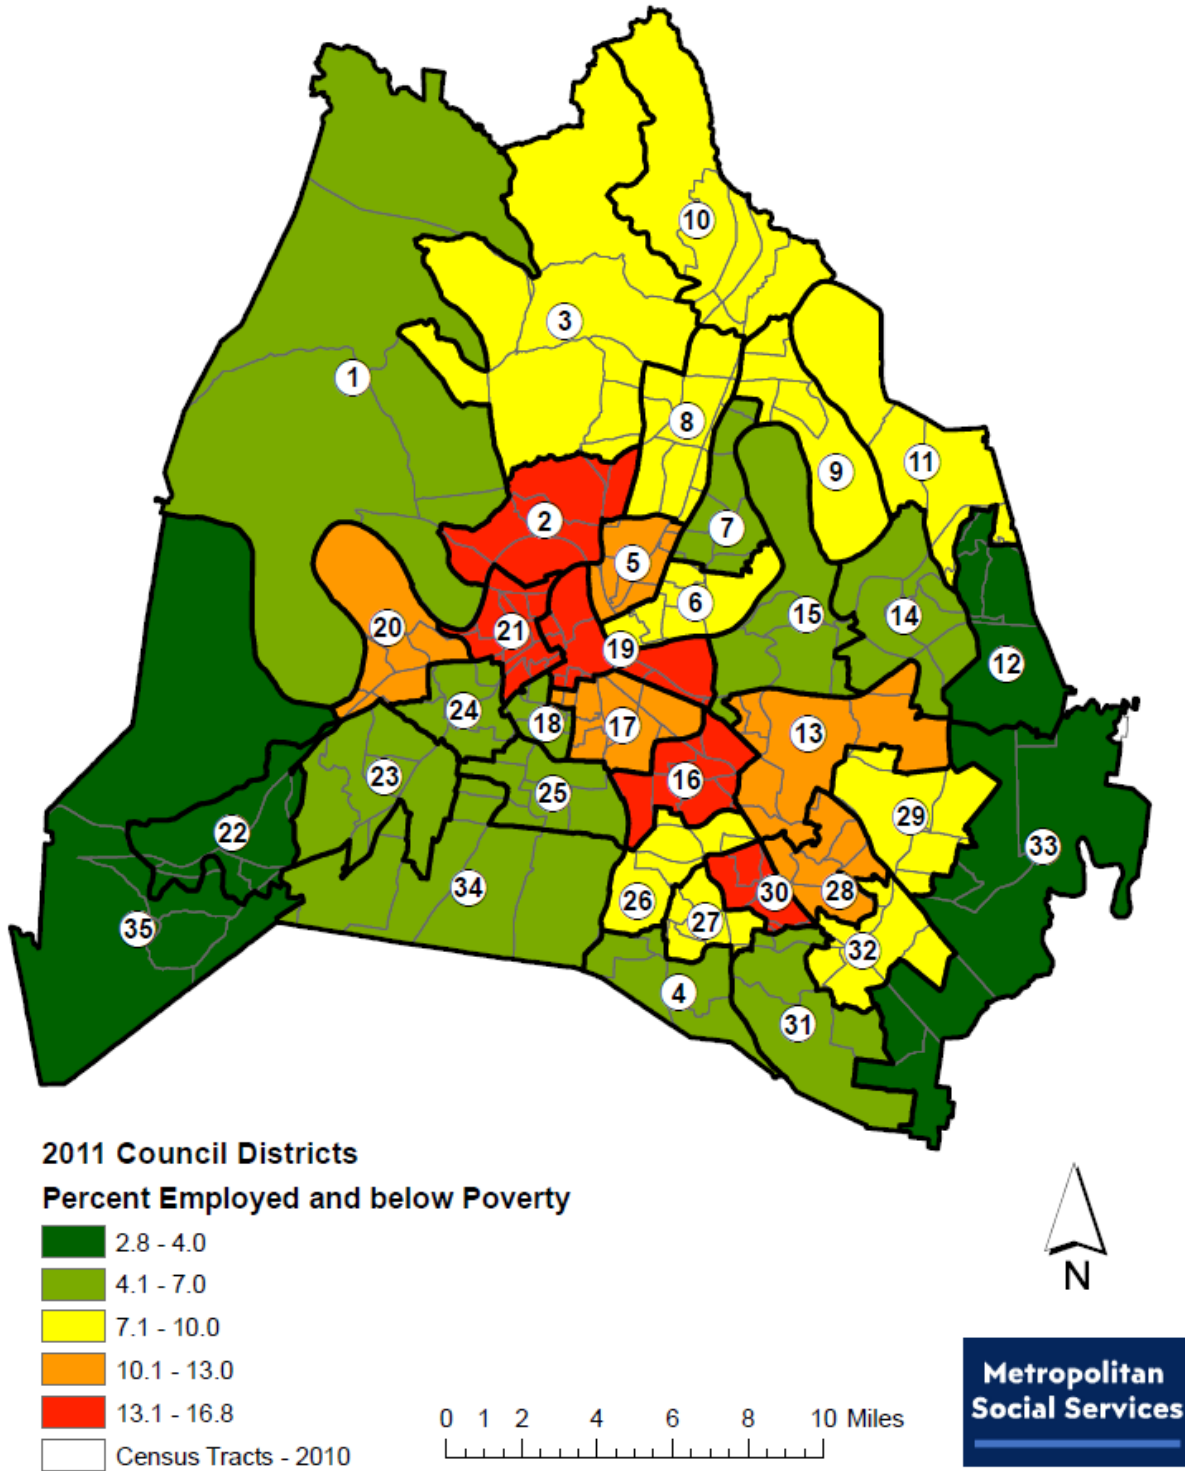 10
3
1
8
9
11
2
7
5
6
15
14
20
21
19
12
24
18
17
13
23
25
16
29
22
33
34
26
30
28
27
35
32
4
31
2011 Council Districts
Percent Employed and below Poverty
2.8 - 4.0
4.1 - 7.0
7.1 - 10.0
10.1 - 13.0
13.1 - 16.8
Census Tracts - 2010
0 1 2 4 6 8 10 Miles
N
Metropolitan
Social Services